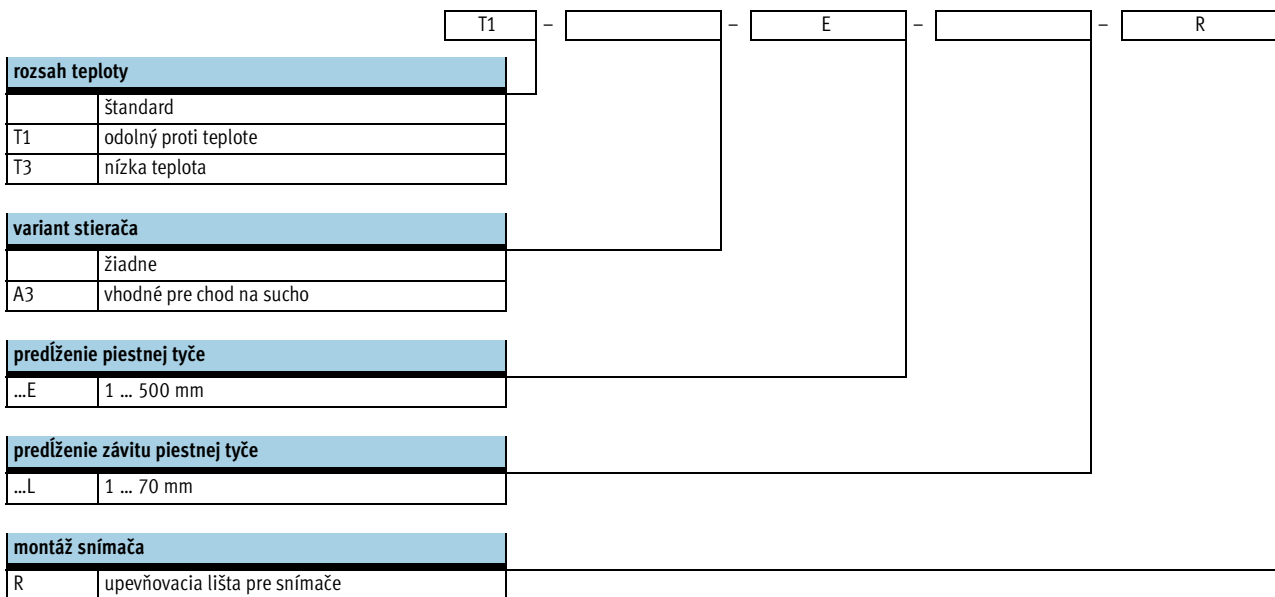 T1 – – E – – R
rozsah teploty
štandard
T1 odolný proti teplote
T3 nízka teplota
variant stierača
žiadne
A3 vhodné pre chod na sucho
predĺženie piestnej tyče
...E 1 ... 500 mm
predĺženie závitu piestnej tyče
...L 1 ... 70 mm
montáž snímača
R upevňovacia lišta pre snímače